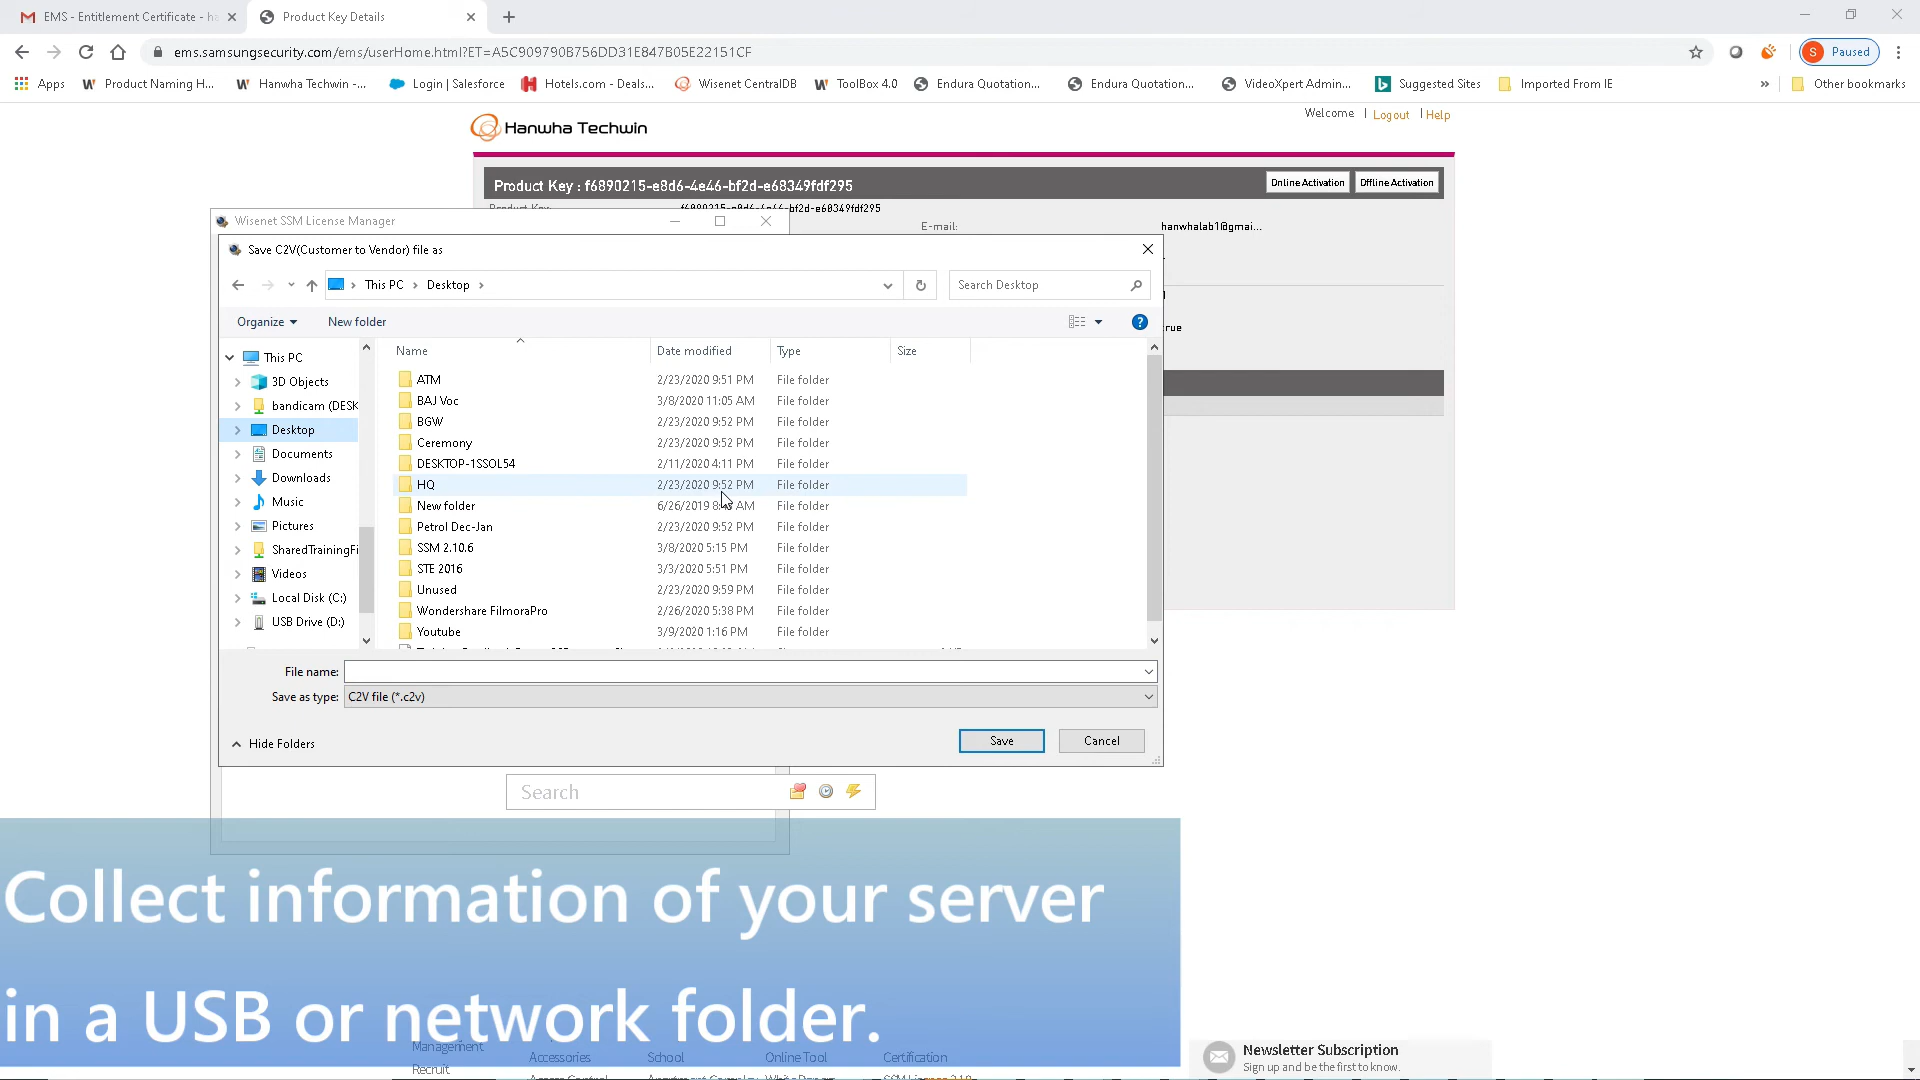 EMS - Entitlement Certificate - ha
Product Key Details
ems.samsungsecurity.com/ems/userHome.html?ET=A5C909790B756DD31E847B05E22151CF
S Paused
Apps
Product Naming H...
Hanwha Techwin -...
Login | Salesforce
Hotels.com - Deals...
Wisenet CentralDB
ToolBox 4.0
Endura Quotation...
Endura Quotation...
VideoXpert Admin...
Suggested Sites
Imported From IE
»
Other bookmarks
Welcome | Logout | Help
Hanwha Techwin
Product Key : f6890215-e8d6-4e46-bf2d-e68349fdf295
Online Activation
Offline Activation
Product Key:
f6890215-e8d6-4e46-bf2d-e68349fdf295
E-mail:
hanwhalab1@gmai...
Wisenet SSM License Manager
Save C2V(Customer to Vendor) file as
This PC > Desktop >
Search Desktop
Organize
New folder
This PC
3D Objects
bandicam (DESK
Desktop
Documents
Downloads
Music
Pictures
SharedTrainingFi
Videos
Local Disk (C:)
USB Drive (D:)
Name Date modified Type Size
ATM 2/23/2020 9:51 PM File folder
BAJ Voc 3/8/2020 11:05 AM File folder
BGW 2/23/2020 9:52 PM File folder
Ceremony 2/23/2020 9:52 PM File folder
DESKTOP-1SSOL54 2/11/2020 4:11 PM File folder
HQ 2/23/2020 9:52 PM File folder
New folder 6/26/2019 AM File folder
Petrol Dec-Jan 2/23/2020 9:52 PM File folder
SSM 2.10.6 3/8/2020 5:15 PM File folder
STE 2016 3/3/2020 5:51 PM File folder
Unused 2/23/2020 9:59 PM File folder
Wondershare FilmoraPro 2/26/2020 5:38 PM File folder
Youtube 3/9/2020 1:16 PM File folder
rue
File name:
Save as type: C2V file (*.c2v)
Hide Folders
Save
Cancel
Search
Collect information of your server
in a USB or network folder.
Management
Accessories
School
Online Tool
Certification
Recruit
Newsletter Subscription
Sign up and be the first to know.